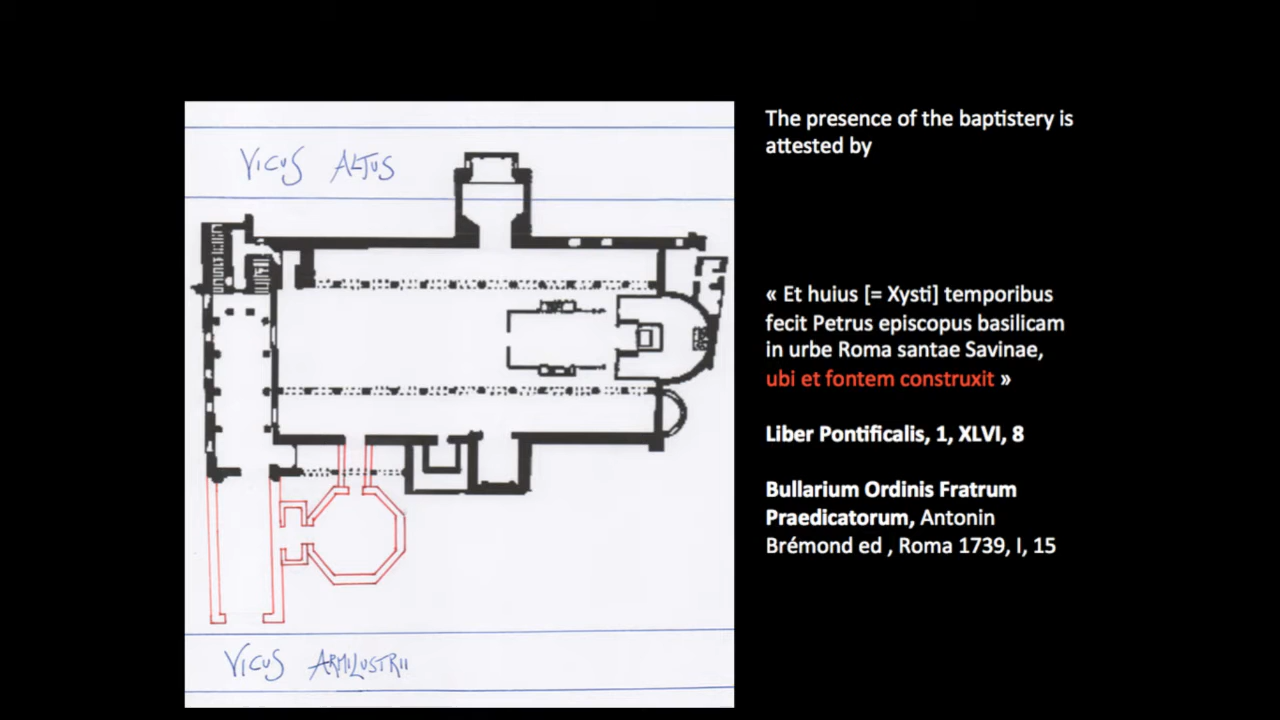 VICUS ALTUS
VICUS ARMILUSTRII
The presence of the baptistery is
attested by
« Et huius [= Xysti] temporibus
fecit Petrus episcopus basilicam
in urbe Roma santae Savinae,
ubi et fontem construxit »
Liber Pontificalis, 1, XLVI, 8
Bullarium Ordinis Fratrum
Praedicatorum, Antonin
Brémond ed , Roma 1739, I, 15